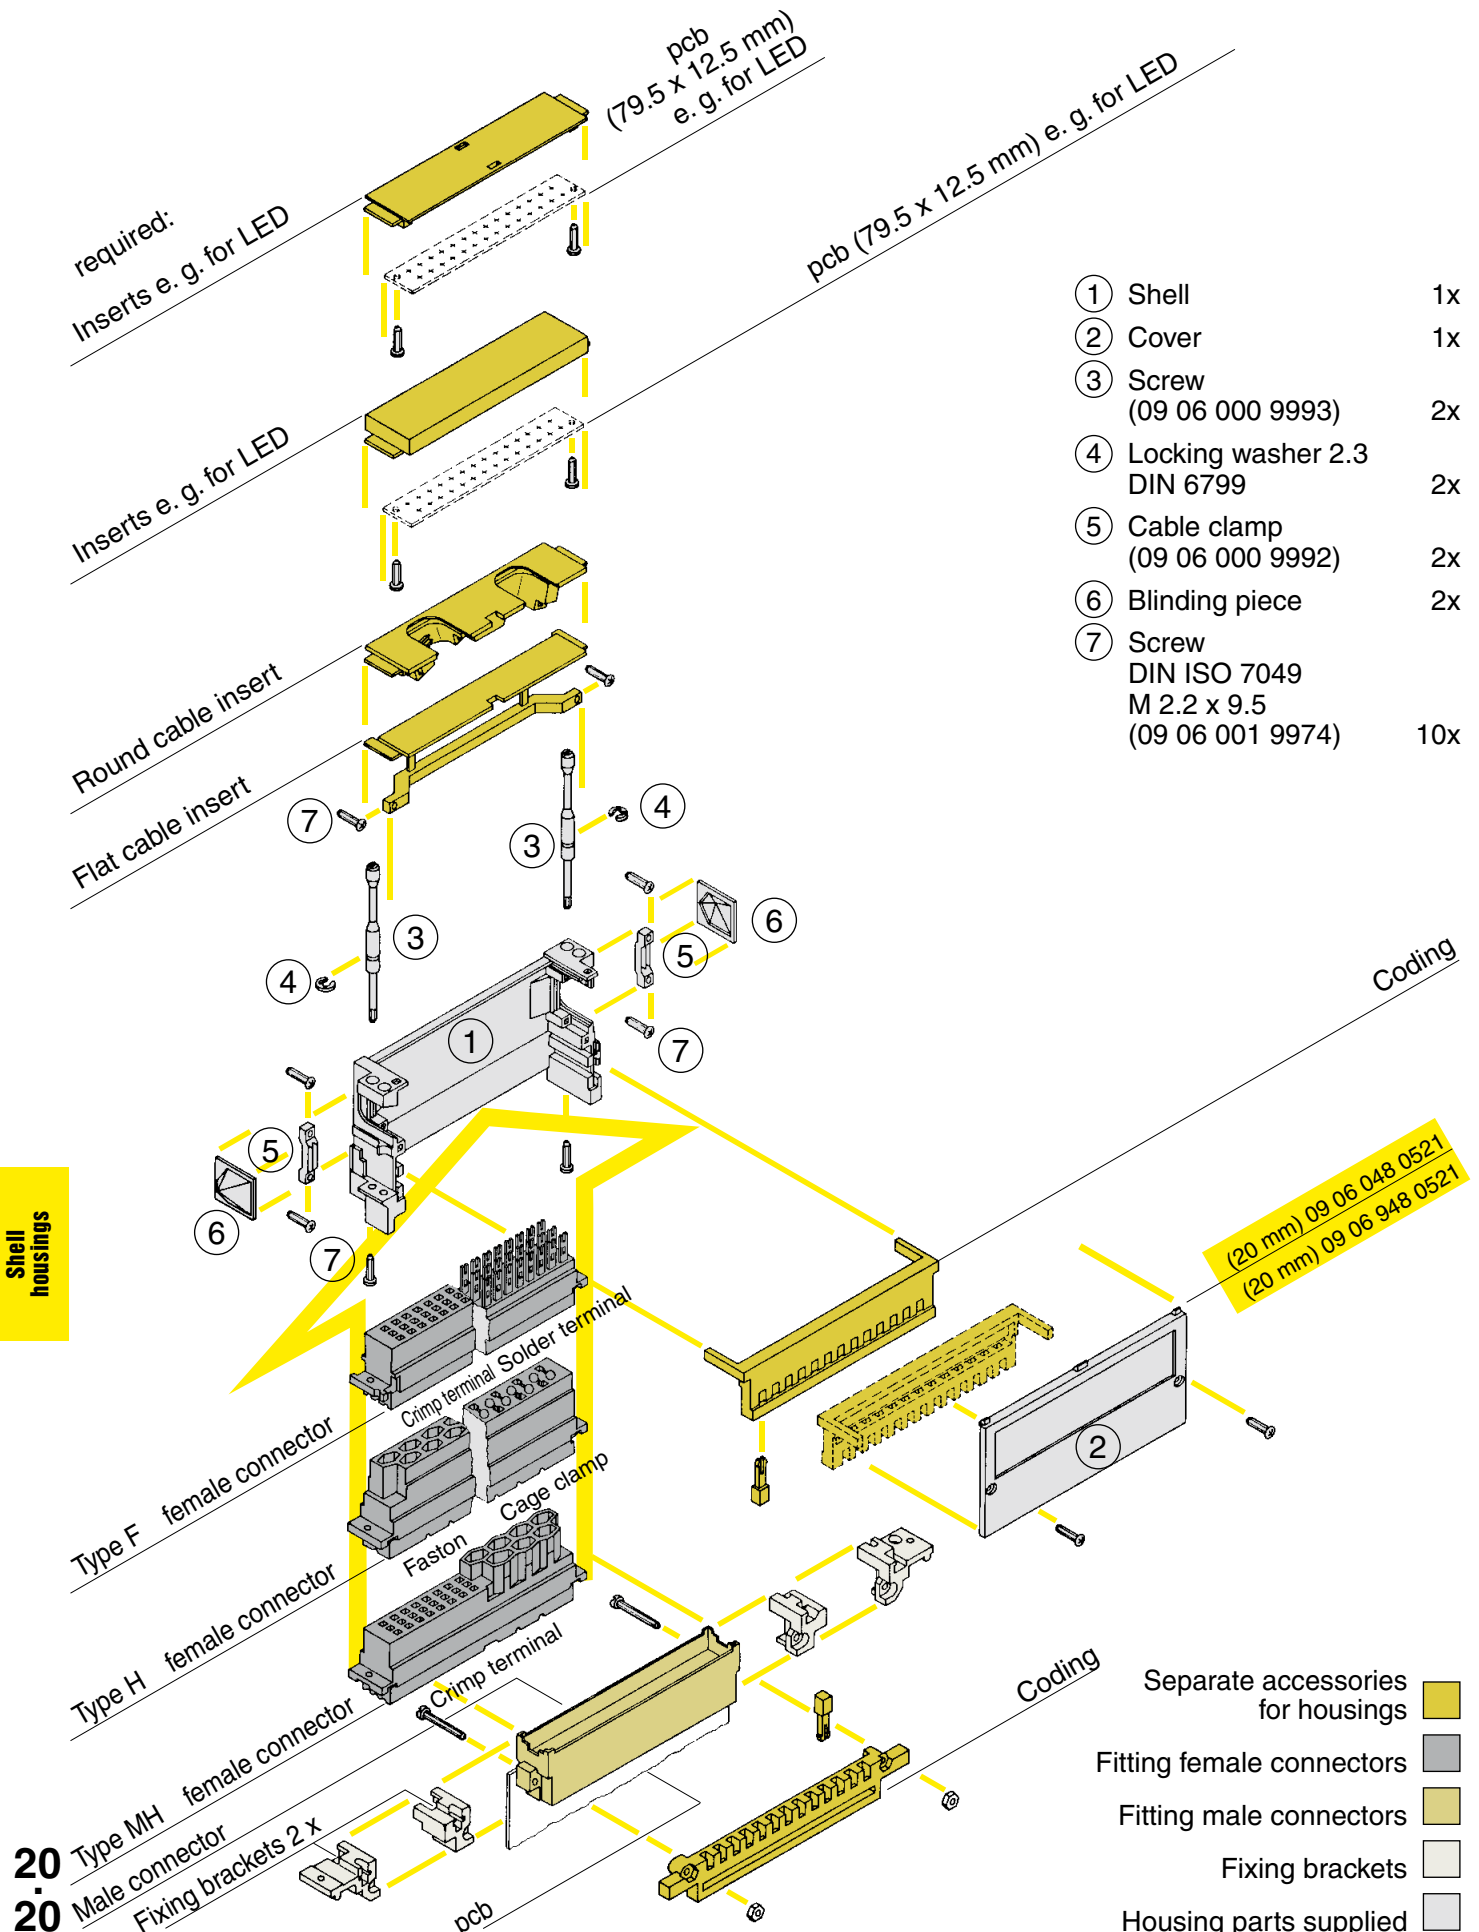 pcb
(79.5 x 12.5 mm)
e. g. for LED
pcb (79.5 x 12.5 mm) e. g. for LED
required:
Inserts e. g. for LED
Inserts e. g. for LED
Round cable insert
Flat cable insert
1 Shell 1x
2 Cover 1x
3 Screw
(09 06 000 9993) 2x
4 Locking washer 2.3
DIN 6799 2x
5 Cable clamp
(09 06 000 9992) 2x
6 Blinding piece 2x
7 Screw
DIN ISO 7049
M 2.2 x 9.5
(09 06 001 9974) 10x
7
3
4
3
4
5
6
1
7
5
6
7
Coding
(20 mm) 09 06 048 0521
(20 mm) 09 06 948 0521
2
Shell
housings
Crimp terminal Solder terminal
Type F female connector
Faston Cage clamp
Type H female connector
Crimp terminal
Type MH female connector
Male connector
Fixing brackets 2 x
pcb
Coding
Separate accessories
for housings
Fitting female connectors
Fitting male connectors
Fixing brackets
Housing parts supplied
20
.
20